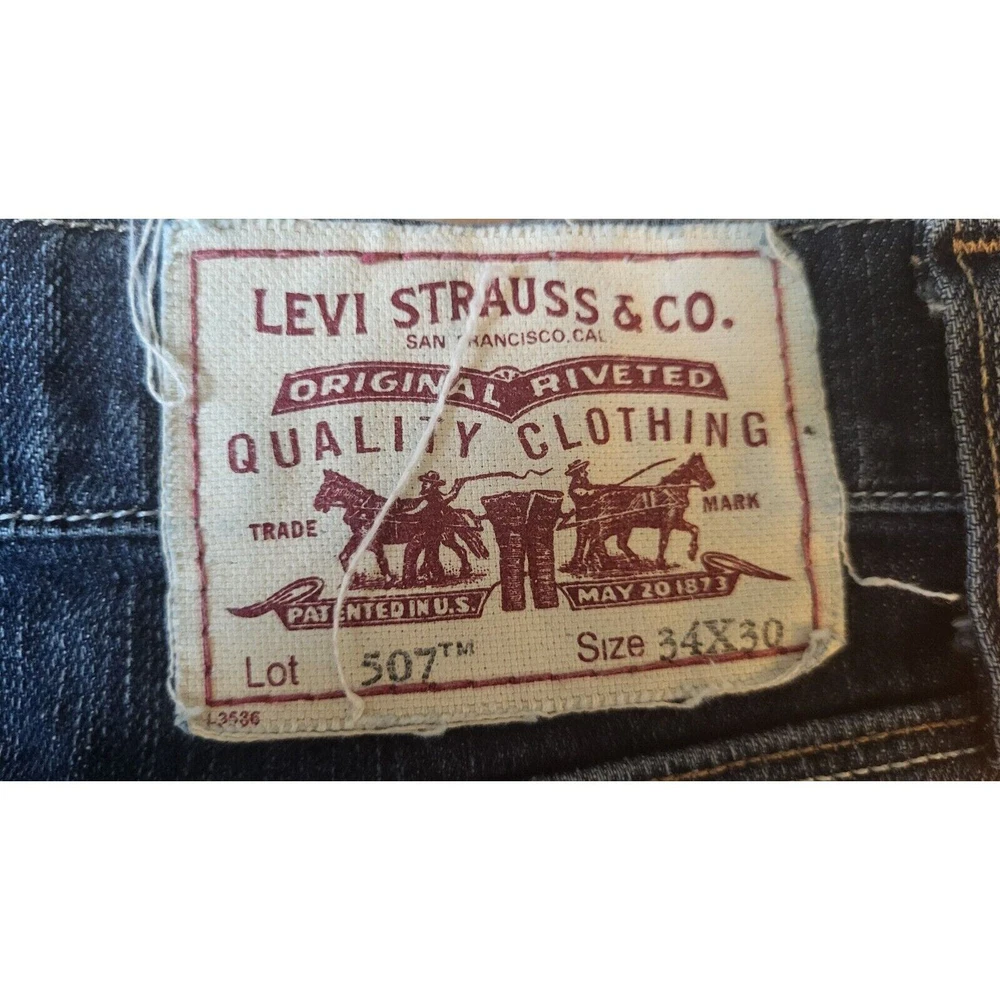 LEVI STRAUSS & CO.
SAN FRANCISCO.CAL.
ORIGINAL RIVETED
QUALITY CLOTHING
TRADE MARK
PATENTED IN U.S. MAY 20 1873
Lot 507™ Size 34X30
L3636